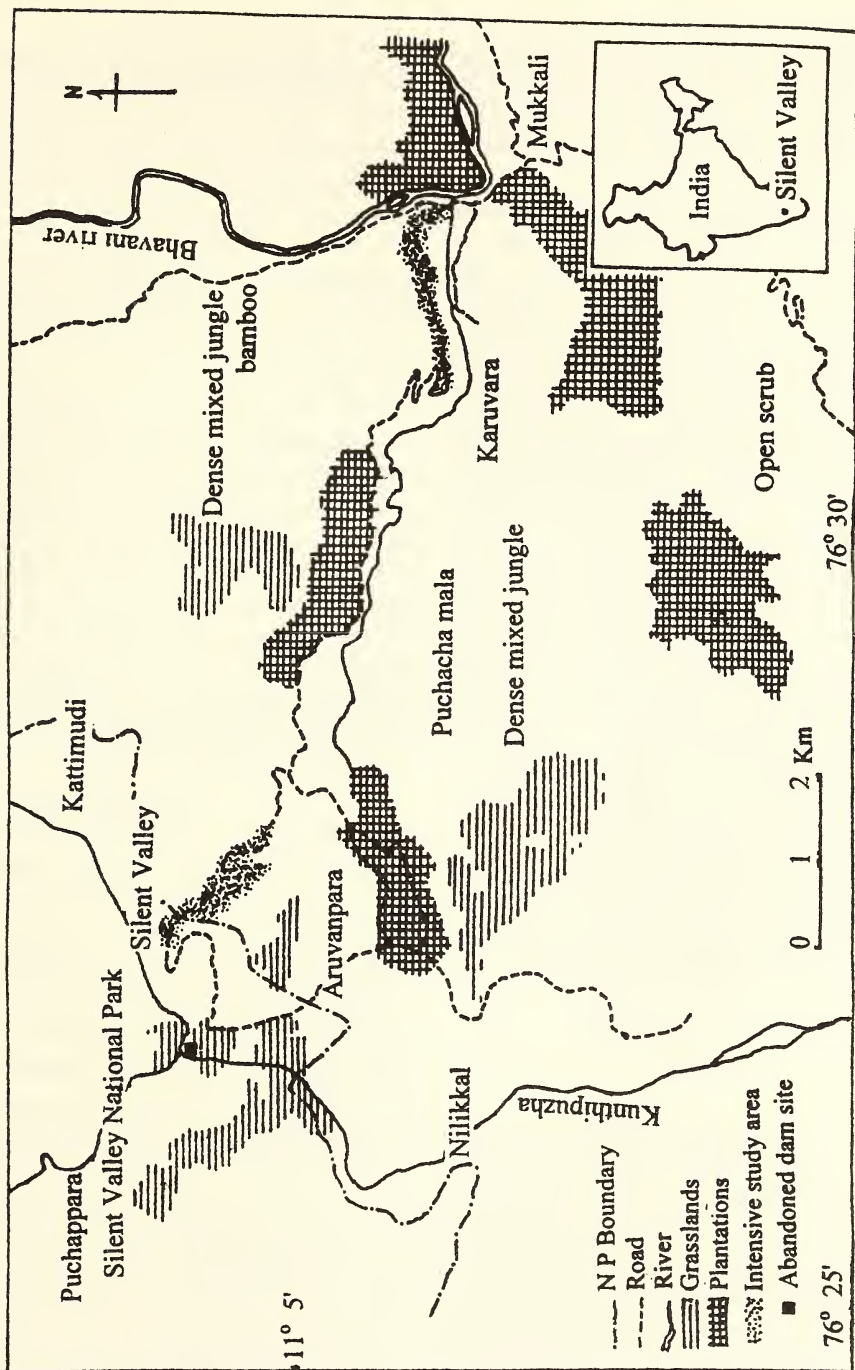 N
Bhavani river
Mukkali
India
Silent Valley
Dense mixed jungle
bamboo
Karuvara
Kattimudi
Silent Valley
Puchappara
Silent Valley National Park
Aruvanpara
Puchacha mala
Dense mixed jungle
Open scrub
Nilikkal
Kunthipuzha
11° 5'
76° 25'
76° 30'
0 1 2 Km
N P Boundary
Road
River
Grasslands
Plantations
Intensive study area
Abandoned dam site